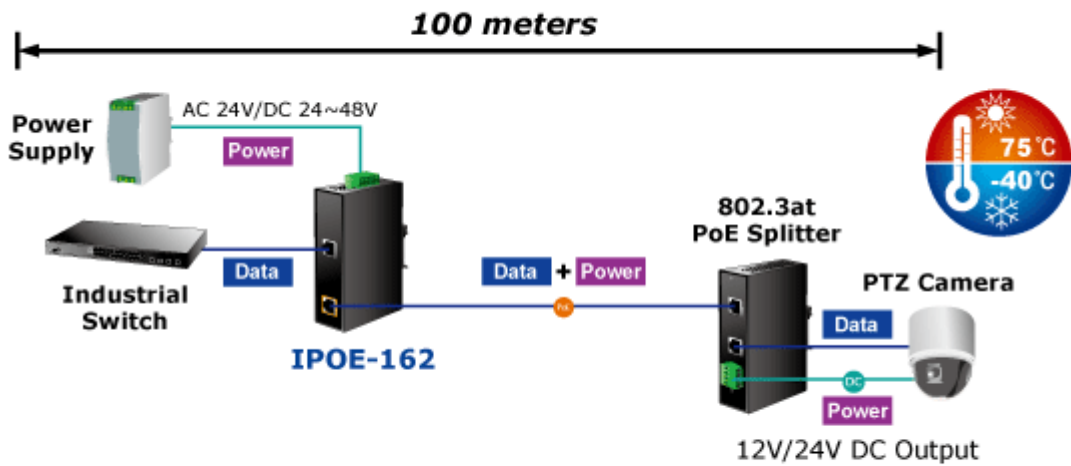 100 meters
Power
Supply
AC 24V/DC 24~48V
Power
75°C
-40°C
802.3at
PoE Splitter
Industrial
Switch
Data
Data + Power
IPOE-162
PTZ Camera
Data
DC
Power
12V/24V DC Output